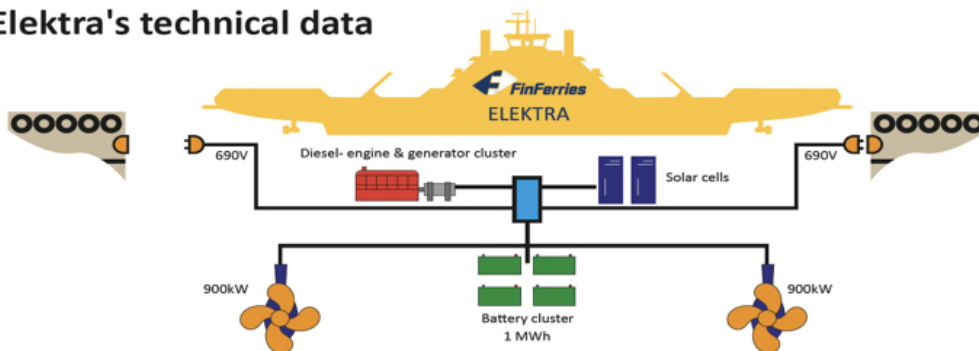 Elektra's technical data
FinFerries
ELEKTRA
690V
Diesel- engine & generator cluster
Solar cells
690V
900kW
Battery cluster
1 MWh
900kW